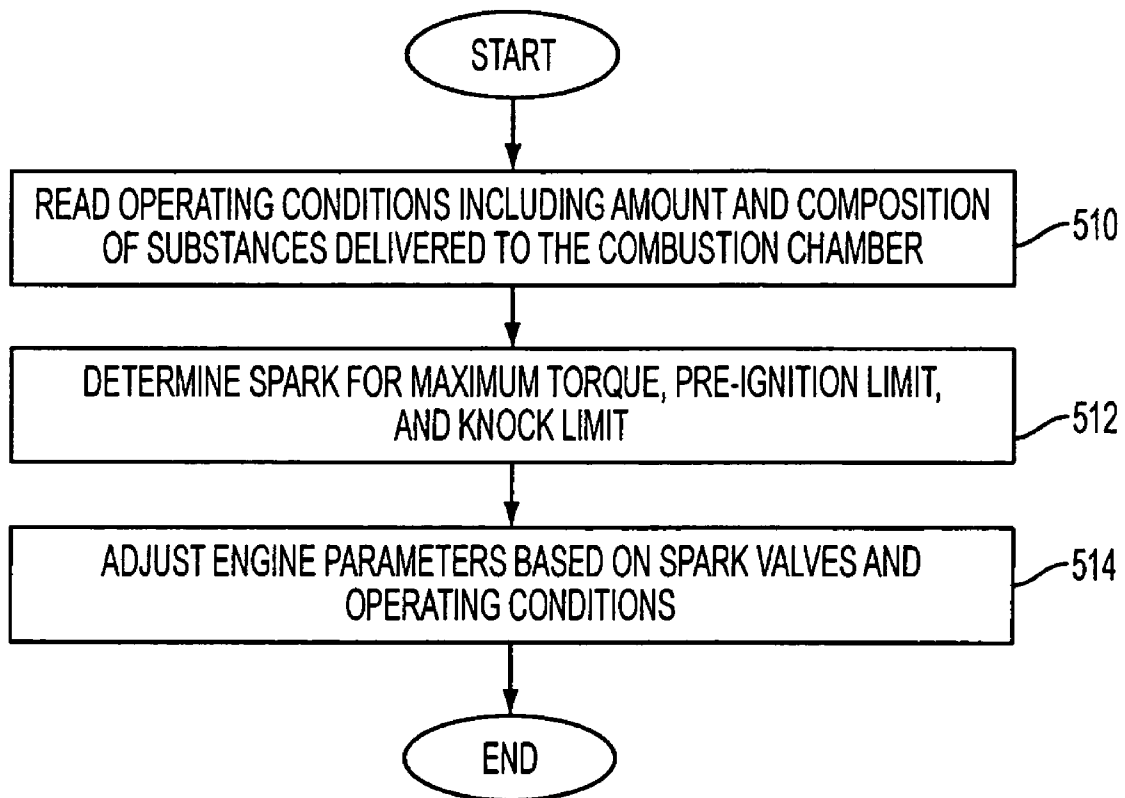 START
READ OPERATING CONDITIONS INCLUDING AMOUNT AND COMPOSITION
OF SUBSTANCES DELIVERED TO THE COMBUSTION CHAMBER
510
DETERMINE SPARK FOR MAXIMUM TORQUE, PRE-IGNITION LIMIT,
AND KNOCK LIMIT
512
ADJUST ENGINE PARAMETERS BASED ON SPARK VALVES AND
OPERATING CONDITIONS
514
END